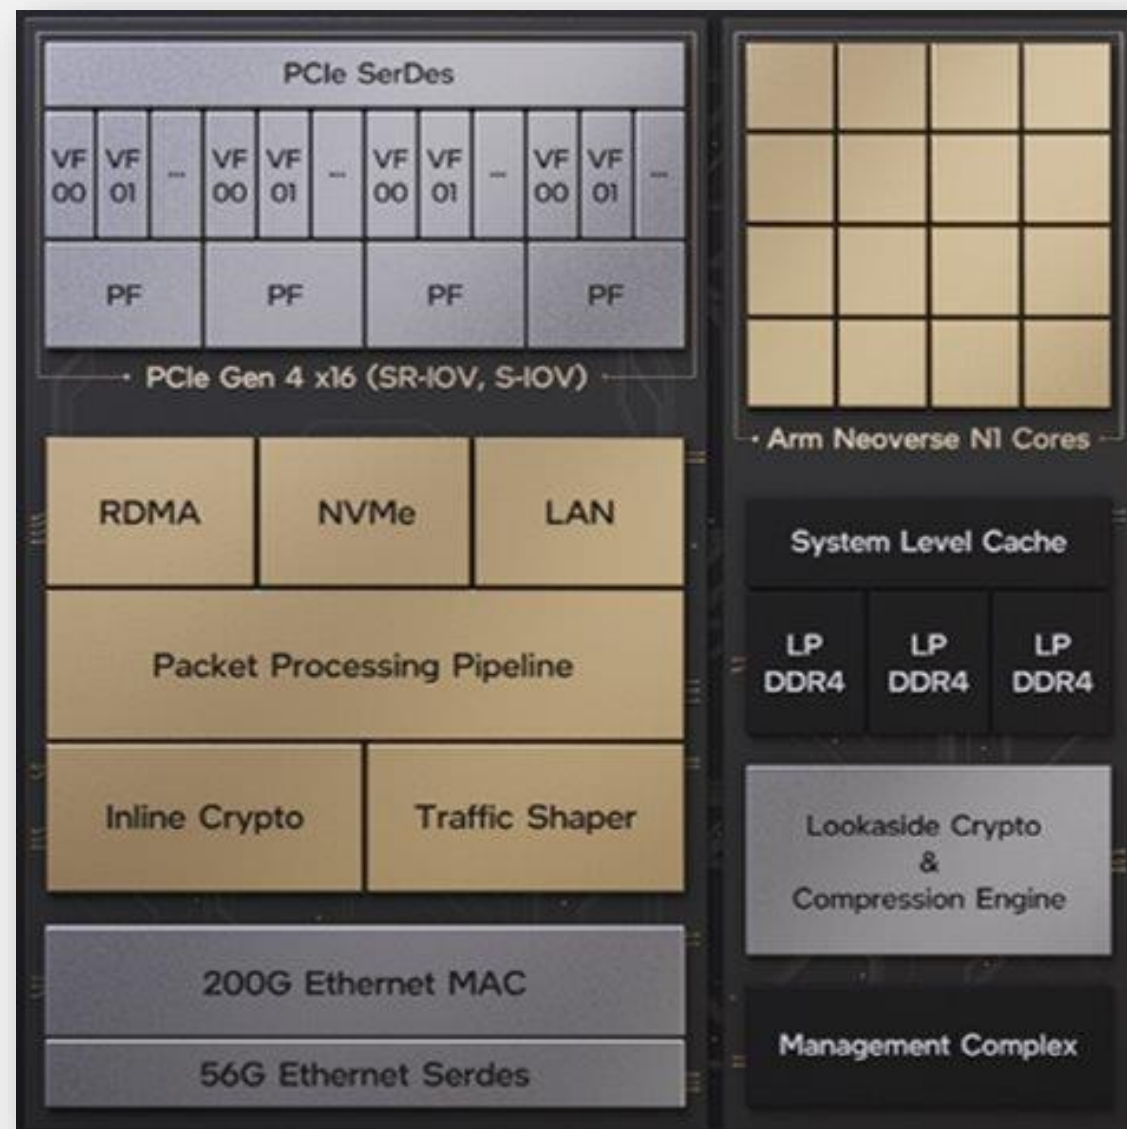 PCIe SerDes
VF VF ... VF VF ... VF VF ... VF VF ...
00 01 00 01 00 01 00 01
PF PF PF PF
PCIe Gen 4 x16 (SR-IOV, S-IOV)
RDMA NVMe LAN
Packet Processing Pipeline
Inline Crypto Traffic Shaper
200G Ethernet MAC
56G Ethernet Serdes
Arm Neoverse N1 Cores
System Level Cache
LP LP LP
DDR4 DDR4 DDR4
Lookaside Crypto
&
Compression Engine
Management Complex